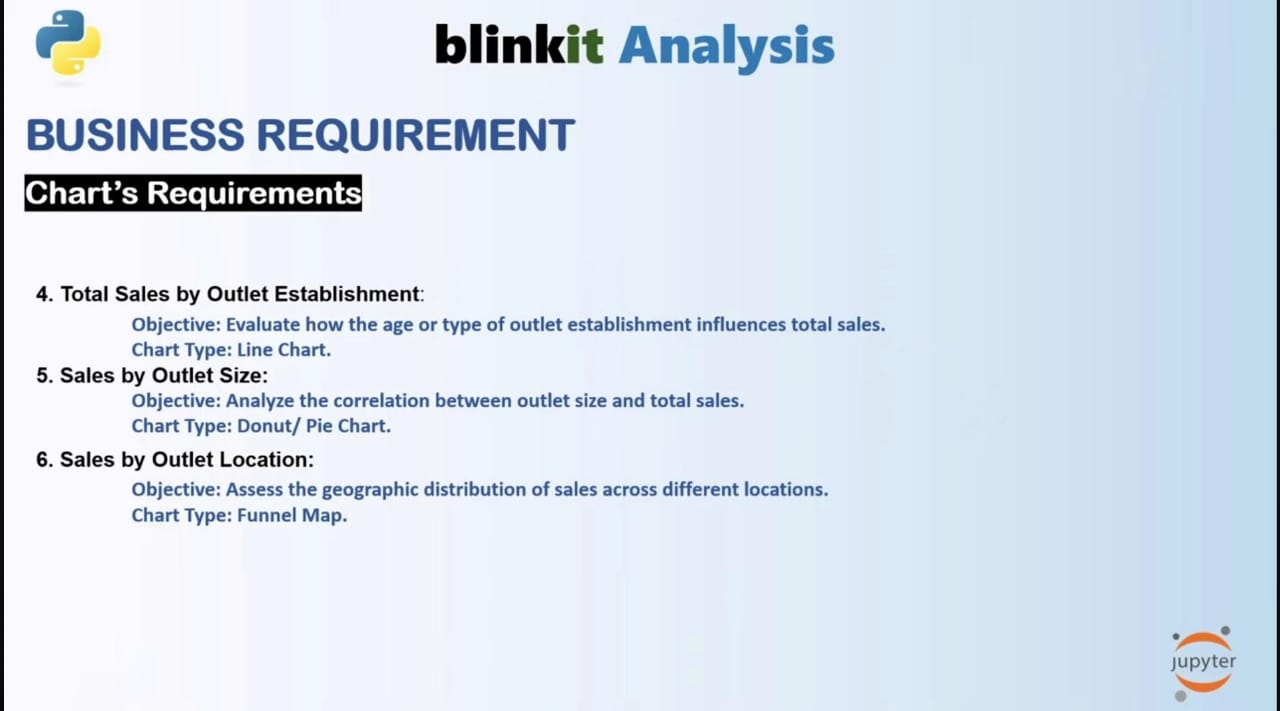 blinkit Analysis
BUSINESS REQUIREMENT
Chart’s Requirements
4. Total Sales by Outlet Establishment:
Objective: Evaluate how the age or type of outlet establishment influences total sales.
Chart Type: Line Chart.
5. Sales by Outlet Size:
Objective: Analyze the correlation between outlet size and total sales.
Chart Type: Donut/ Pie Chart.
6. Sales by Outlet Location:
Objective: Assess the geographic distribution of sales across different locations.
Chart Type: Funnel Map.
jupyter